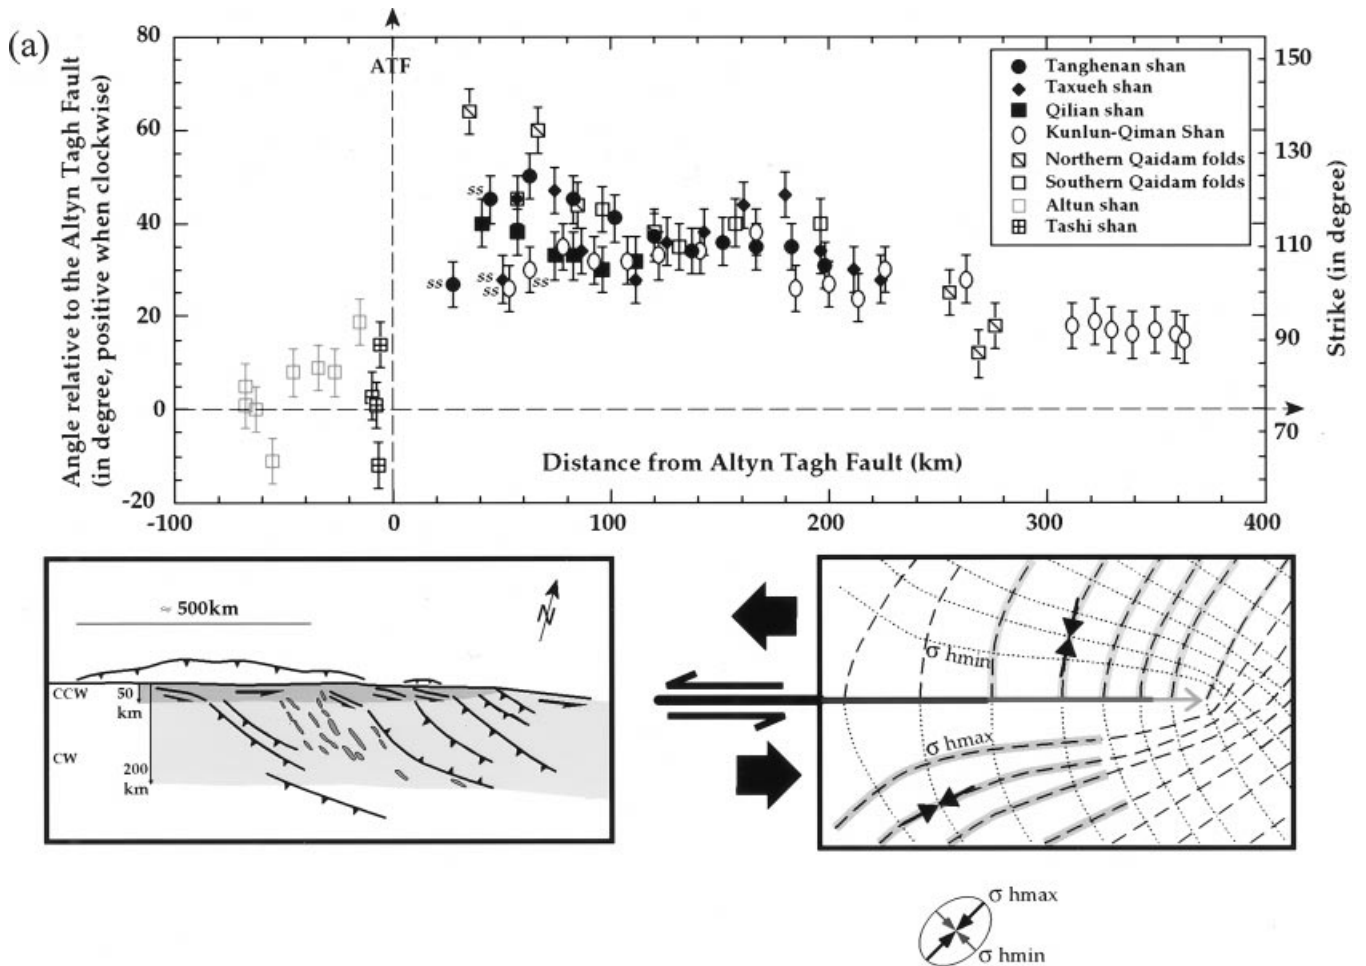 (a)
80
60
40
20
0
-20
Angle relative to the Altyn Tagh Fault
(in degree, positive when clockwise)
ATF
ss
ss
ss
ss
ss
Tanghenan shan
Taxueh shan
Qilian shan
Kunlun-Qiman Shan
Northern Qaidam folds
Southern Qaidam folds
Altun shan
Tashi shan
150
130
110
90
70
Strike (in degree)
Distance from Altyn Tagh Fault (km)
-100 0 100 200 300 400
≈ 500km
N
CCW
50
km
CW
200
km
σ hmin
σ hmax
σ hmax
σ hmin